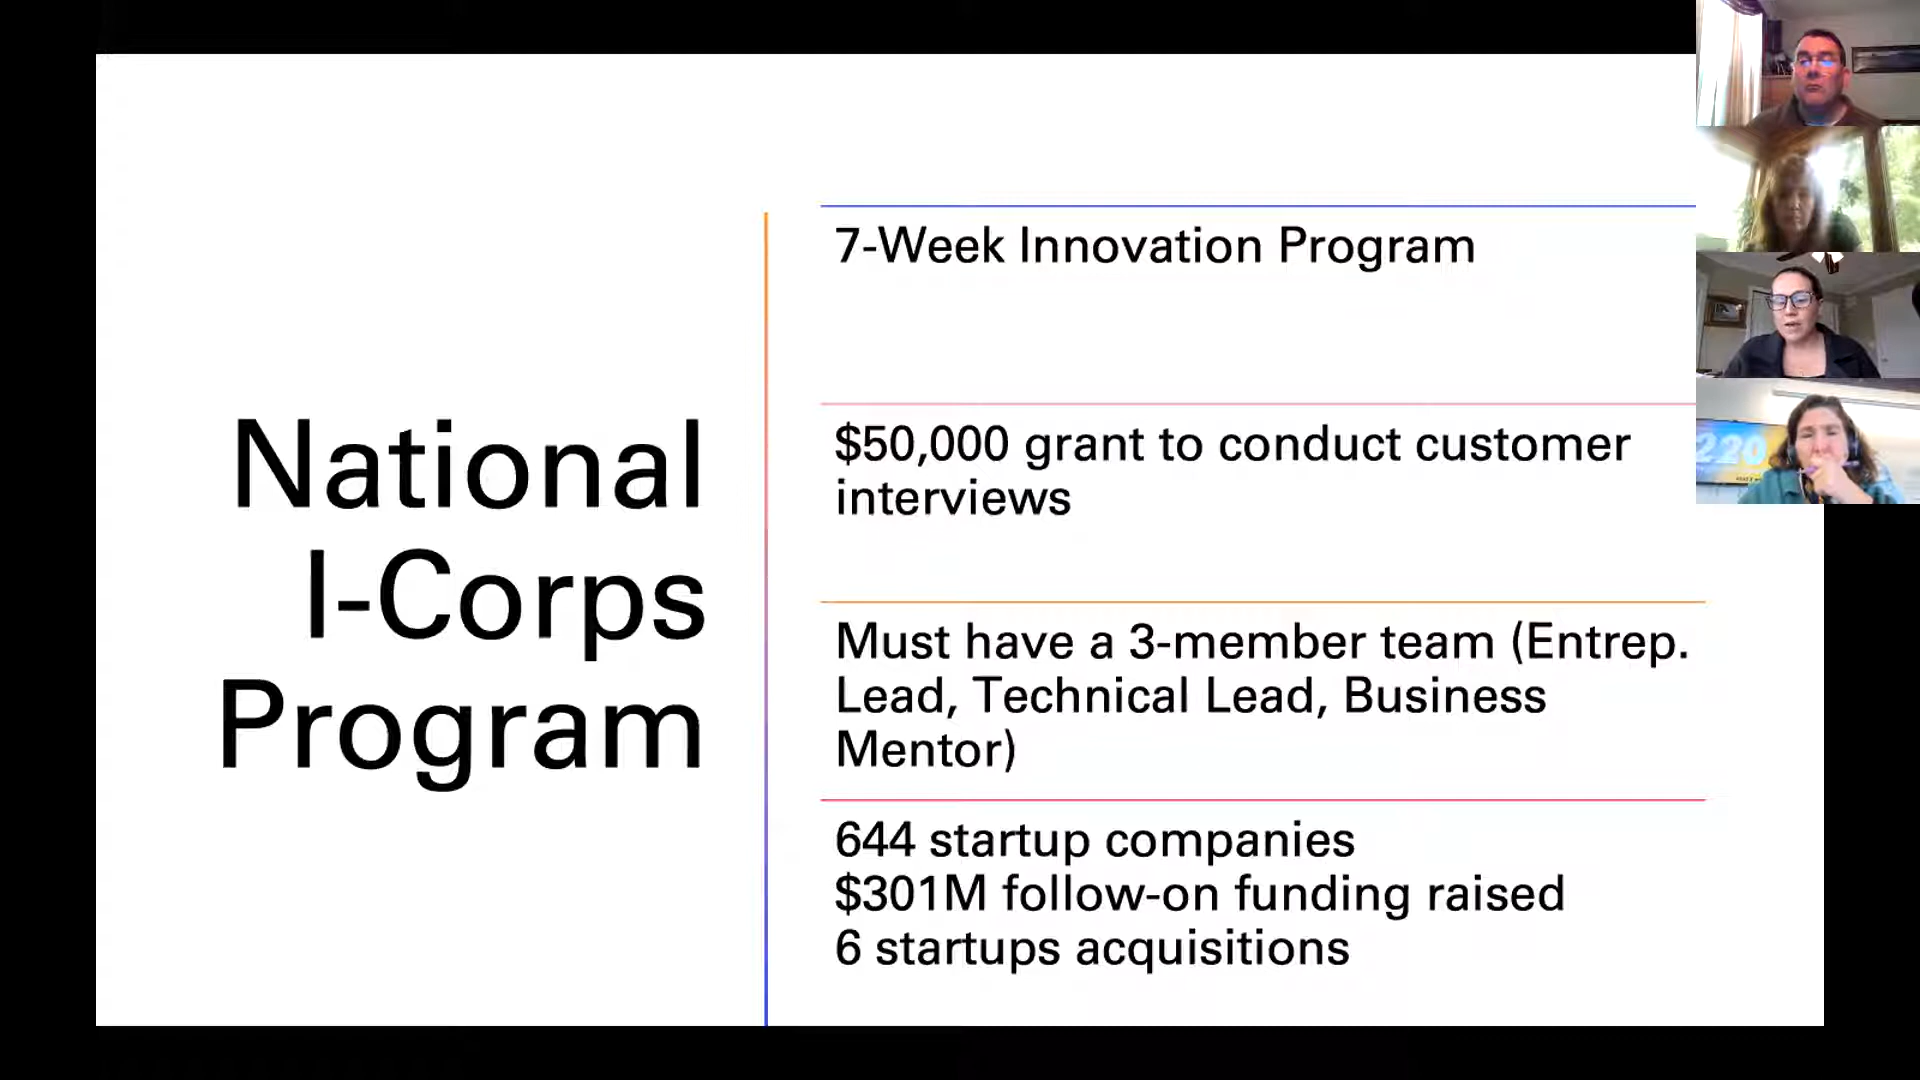 National
I-Corps
Program
7-Week Innovation Program
$50,000 grant to conduct customer
interviews
Must have a 3-member team (Entrep.
Lead, Technical Lead, Business
Mentor)
644 startup companies
$301M follow-on funding raised
6 startups acquisitions
220